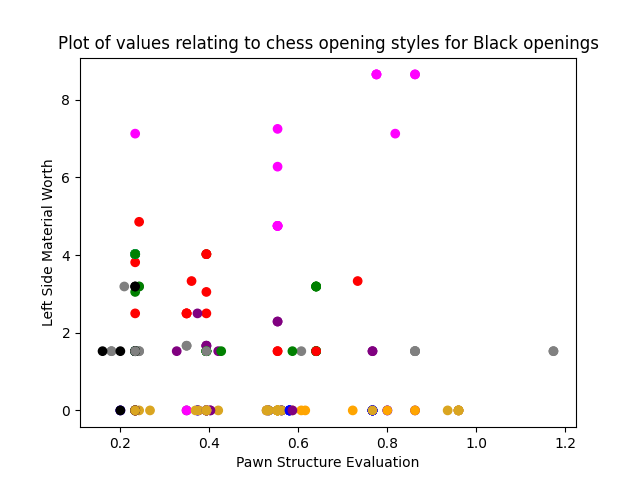 Plot of values relating to chess opening styles for Black openings
8
6
4
2
0
Left Side Material Worth
0.2 0.4 0.6 0.8 1.0 1.2
Pawn Structure Evaluation